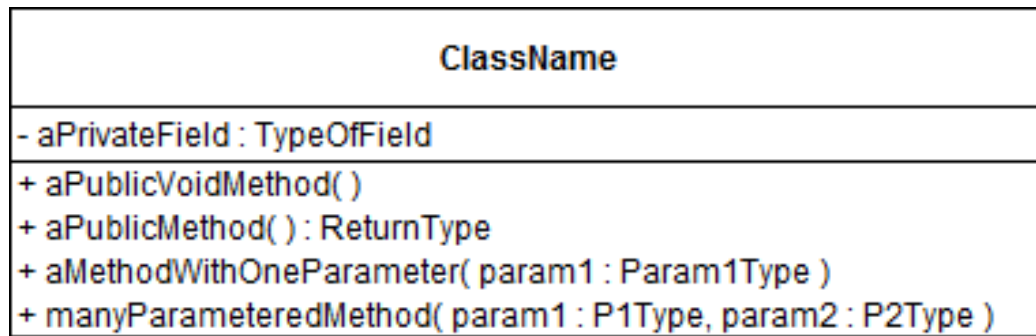 ClassName
- aPrivateField : TypeOfField
+ aPublicVoidMethod( )
+ aPublicMethod( ) : ReturnType
+ aMethodWithOneParameter( param1 : Param1Type )
+ manyParameteredMethod( param1 : P1Type, param2 : P2Type )